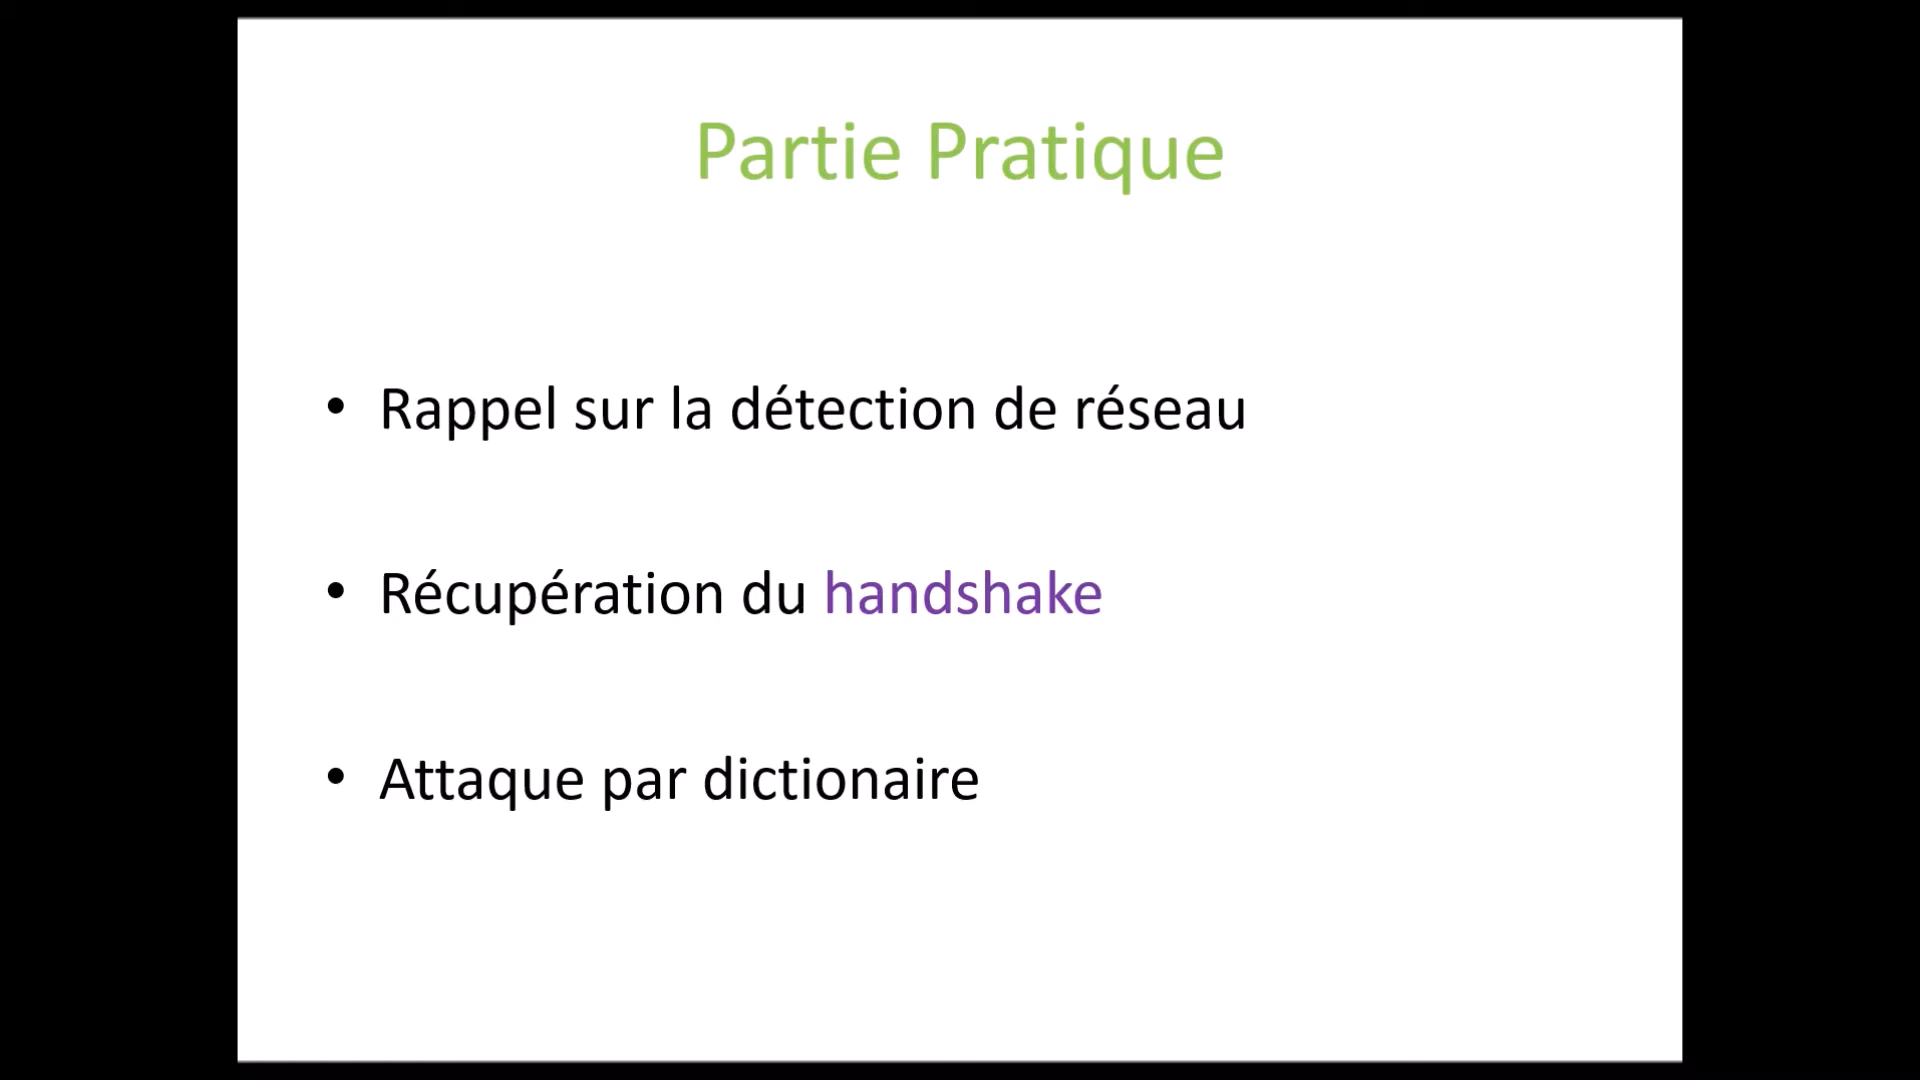 Partie Pratique
• Rappel sur la détection de réseau
• Récupération du handshake
• Attaque par dictionaire